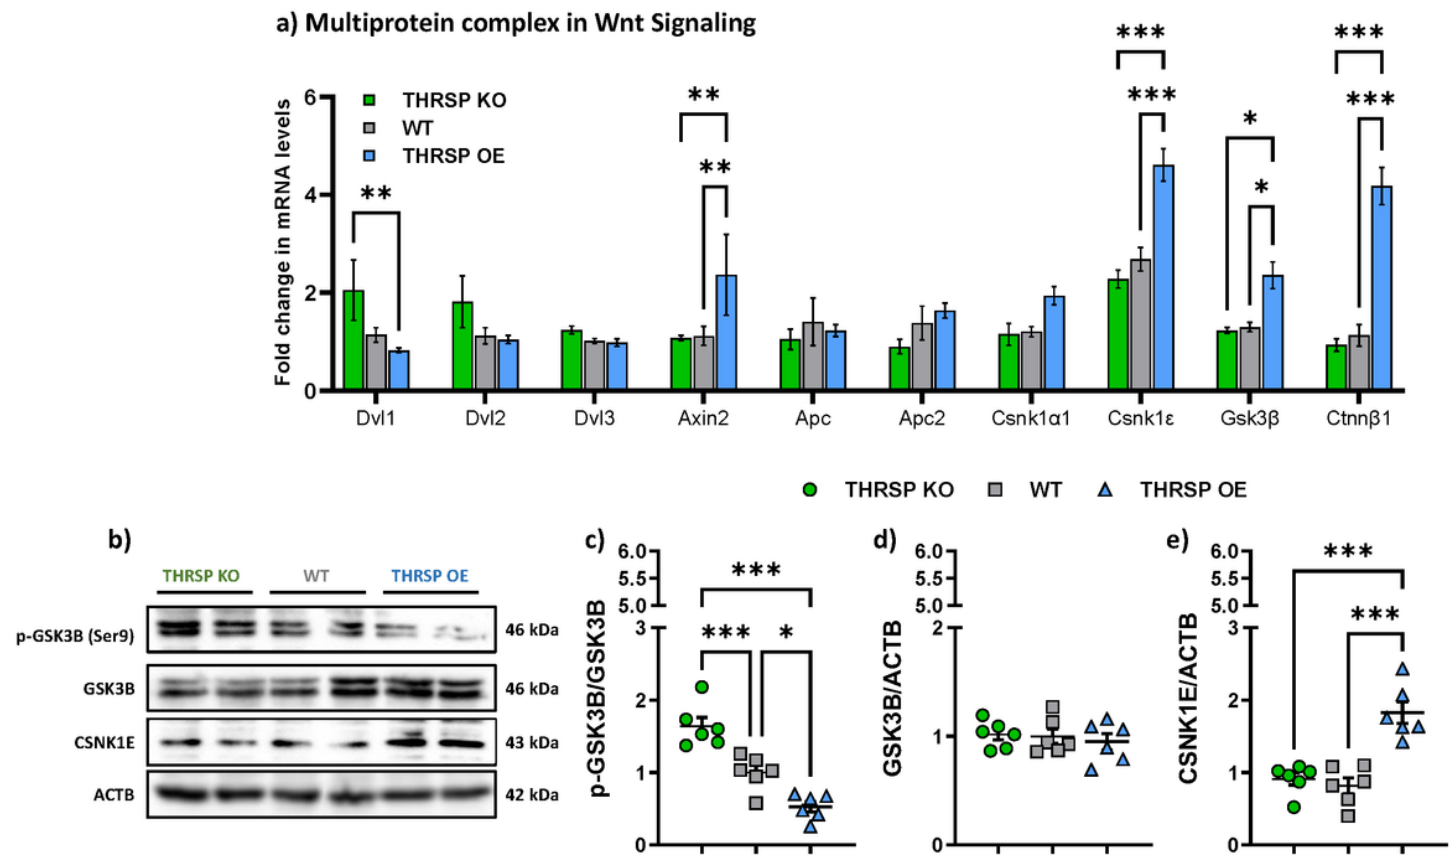 a) Multiprotein complex in Wnt Signaling
Fold change in mRNA levels
6
4
2
0
THRSP KO
WT
THRSP OE
**
**
**
***
***
*
*
***
***
Dvl1 Dvl2 Dvl3 Axin2 Apc Apc2 Csnk1α1 Csnk1ε Gsk3β Ctnnβ1
THRSP KO WT THRSP OE
b)
THRSP KO WT THRSP OE
p-GSK3B (Ser9) 46 kDa
GSK3B 46 kDa
CSNK1E 43 kDa
ACTB 42 kDa
c)
p-GSK3B/GSK3B
6.0
5.5
5.0
3
2
1
0
***
*** *
d)
GSK3B/ACTB
6.0
5.5
5.0
2
1
0
e)
CSNK1E/ACTB
6.0
5.5
5.0
3
2
1
0
***
***